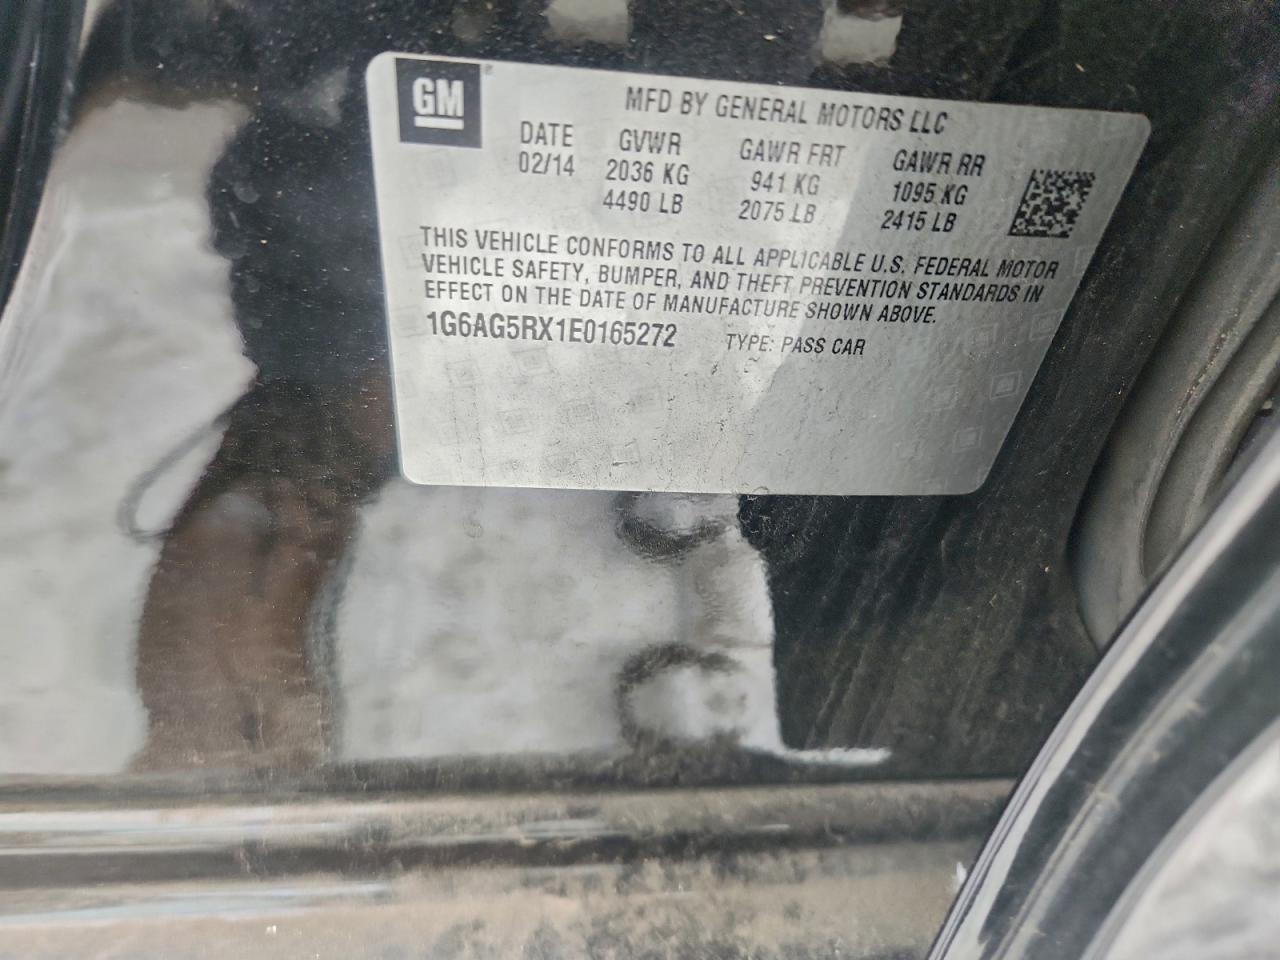 GM
MFD BY GENERAL MOTORS LLC
DATE GVWR GAWR FRT GAWR RR
02/14 2036 KG 941 KG 1095 KG
4490 LB 2075 LB 2415 LB
THIS VEHICLE CONFORMS TO ALL APPLICABLE U.S. FEDERAL MOTOR
VEHICLE SAFETY, BUMPER, AND THEFT PREVENTION STANDARDS IN
EFFECT ON THE DATE OF MANUFACTURE SHOWN ABOVE.
1G6AG5RX1E0165272 TYPE: PASS CAR